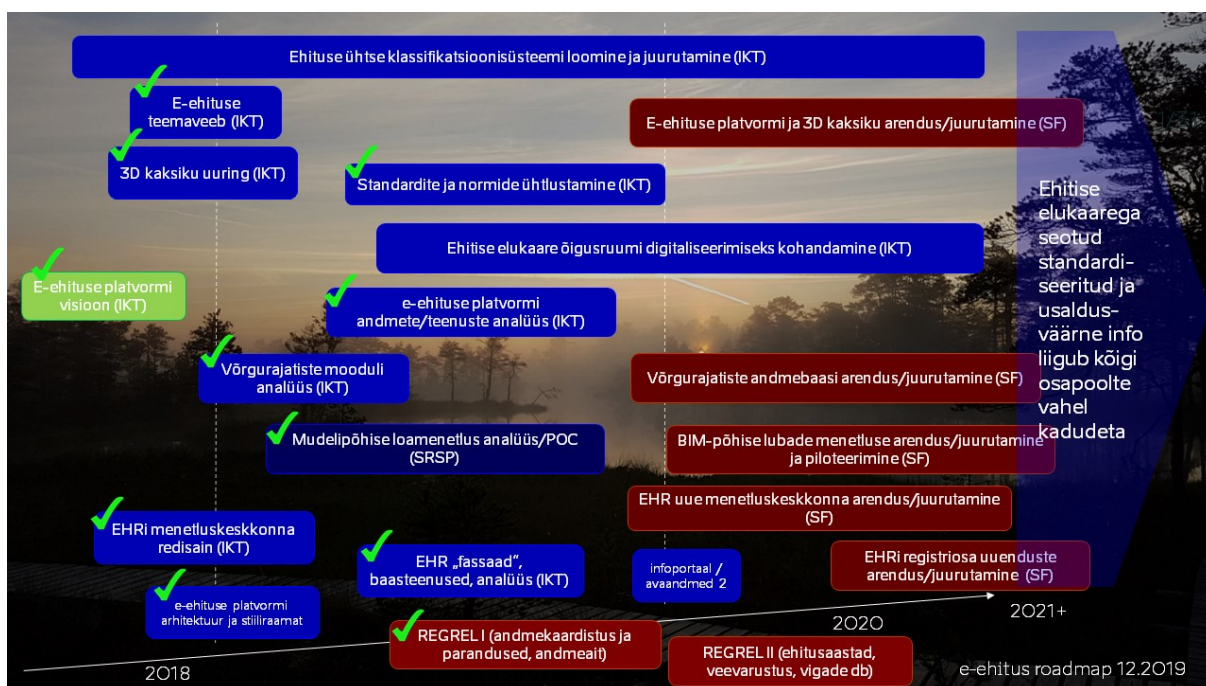 Ehituse ühtse klassifikatsioonisüsteemi loomine ja juurutamine (IKT)
E-ehituse
teemaveeb (IKT)
E-ehituse platvormi ja 3D kaksiku arendus/juurutamine (SF)
3D kaksiku uuring (IKT)
Standardite ja normide ühtlustamine (IKT)
Ehitise elukaare õigusruumi digitaliseerimiseks kohandamine (IKT)
E-ehituse platvormi
visioon (IKT)
e-ehituse platvormi
andmete/teenuste analüüs (IKT)
Võrgurajatiste mooduli
analüüs (IKT)
Võrgurajatiste andmebaasi arendus/juurutamine (SF)
Mudelipõhise loamenetlus analüüs/POC
(SRSP)
BIM-põhise lubade menetluse arendus/juurutamine
ja piloteerimine (SF)
EHR uue menetluskeskkonna arendus/juurutamine
(SF)
EHRi menetluskeskkonna
redisain (IKT)
EHR „fassaad“,
baasteenused, analüüs (IKT)
infoportaal /
avaandmed 2
EHRi registriosa uuenduste
arendus/juurutamine (SF)
e-ehituse platvormi
arhitektuur ja stiiliraamat
REGREL I (andmekaardistus ja
parandused, andmeait)
REGREL II (ehitusaastad,
veevarustus, vigade db)
Ehitise
elukaarega
seotud
standardi-
seeritud ja
usaldus-
väärne info
liigub kõigi
osapoolte
vahel
kadudeta
2018
2020
2021+
e-ehitus roadmap 12.2019